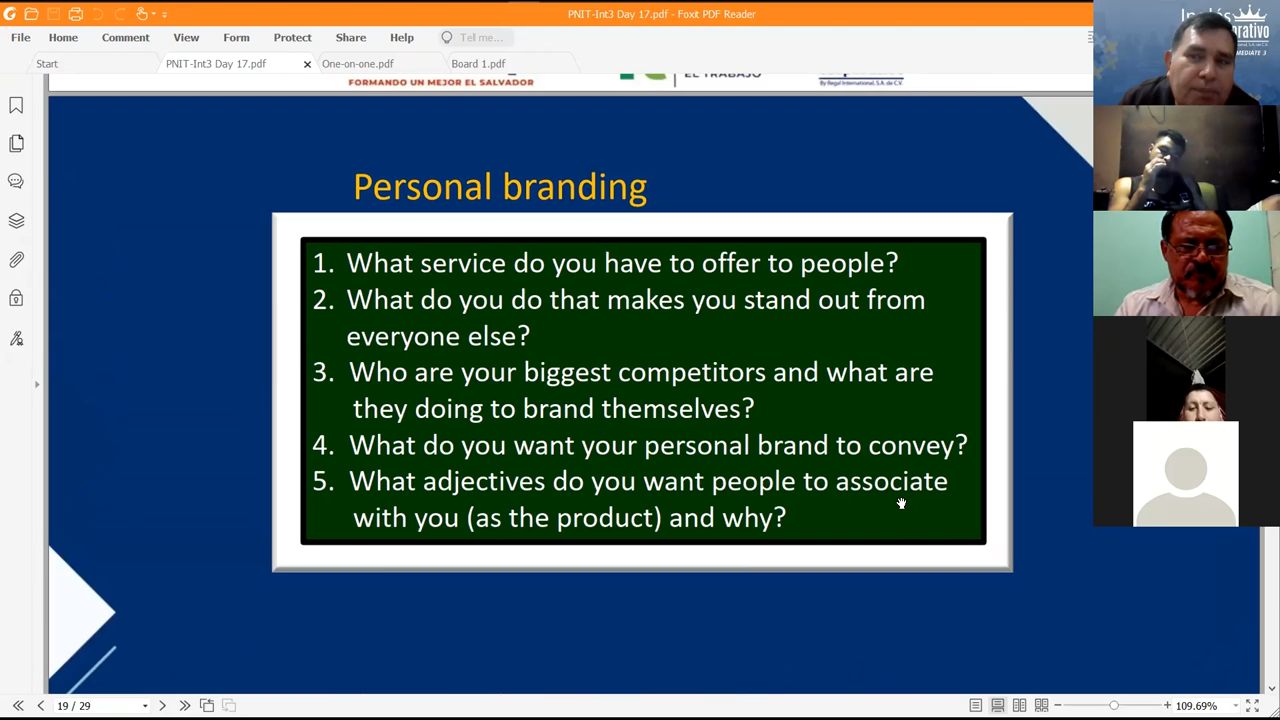 PNIT-Int3 Day 17.pdf - Foxit PDF Reader
File Home Comment View Form Protect Share Help Tell me...
Start PNIT-Int3 Day 17.pdf One-on-one.pdf Board 1.pdf
FORMANDO UN MEJOR EL SALVADOR
EL TRABAJO
By Regal International, S.A. de C.V.
Personal branding
1. What service do you have to offer to people?
2. What do you do that makes you stand out from
everyone else?
3. Who are your biggest competitors and what are
they doing to brand themselves?
4. What do you want your personal brand to convey?
5. What adjectives do you want people to associate
with you (as the product) and why?
19 / 29
109.69%